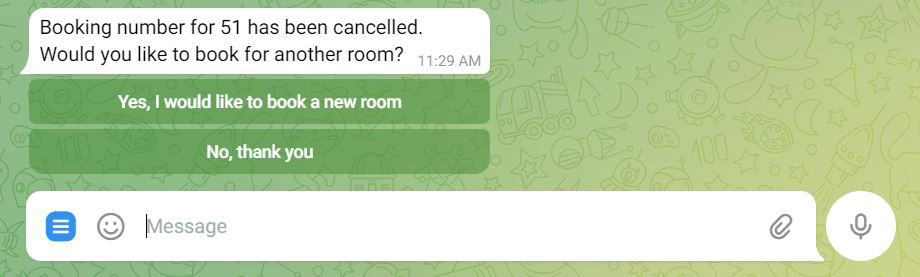 Booking number for 51 has been cancelled.
Would you like to book for another room?
11:29 AM
Yes, I would like to book a new room
No, thank you
Message